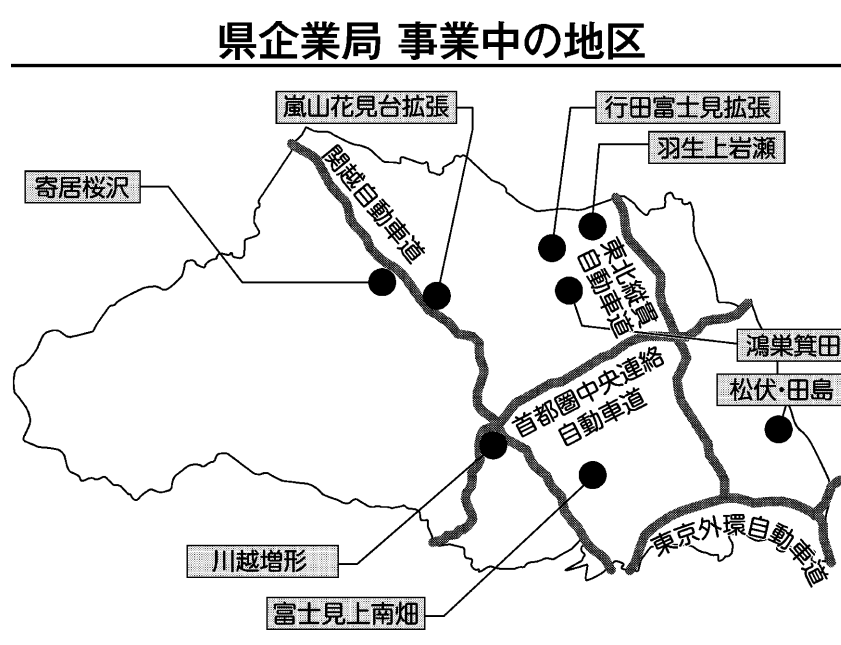 県企業局 事業中の地区
嵐山花見台拡張
行田富士見拡張
羽生上岩瀬
寄居桜沢
関越自動車道
東北縦貫
自動車道
鴻巣箕田
松伏・田島
首都圏中央連絡
自動車道
川越増形
東京外環自動車道
富士見上南畑